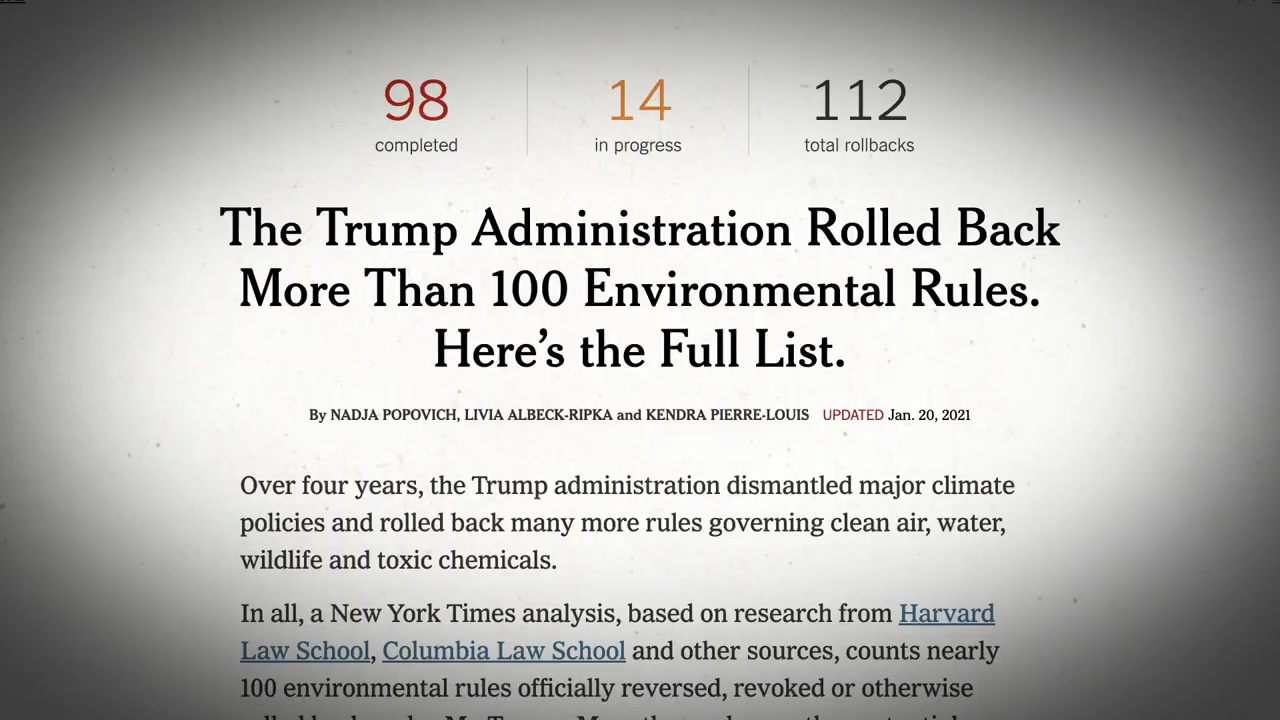 98
completed
14
in progress
112
total rollbacks
The Trump Administration Rolled Back
More Than 100 Environmental Rules.
Here’s the Full List.
By NADJA POPOVICH, LIVIA ALBECK-RIPKA and KENDRA PIERRE-LOUIS UPDATED Jan. 20, 2021
Over four years, the Trump administration dismantled major climate
policies and rolled back many more rules governing clean air, water,
wildlife and toxic chemicals.
In all, a New York Times analysis, based on research from Harvard
Law School, Columbia Law School and other sources, counts nearly
100 environmental rules officially reversed, revoked or otherwise